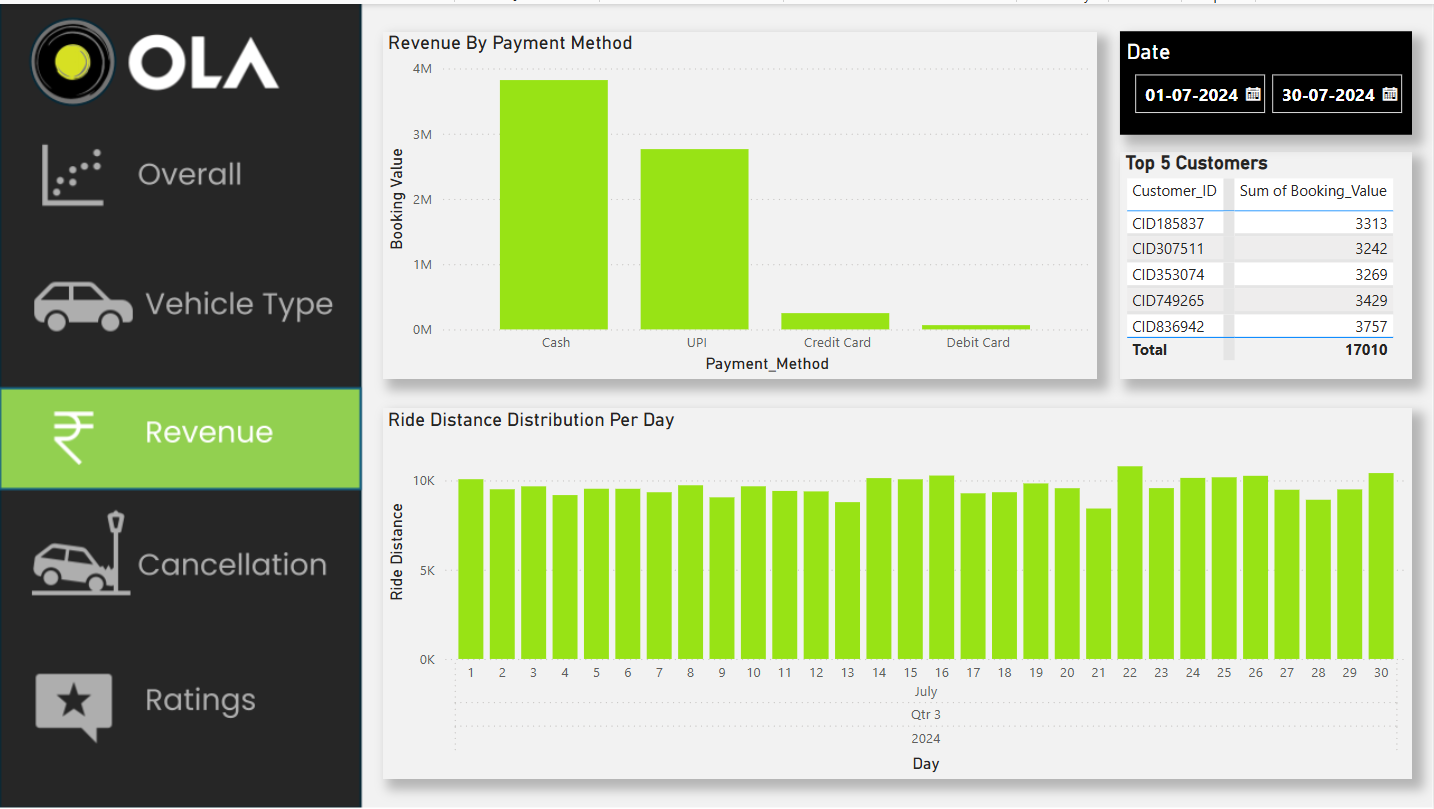 OLA
Overall
Vehicle Type
₹ Revenue
Cancellation
Ratings
Revenue By Payment Method
4M
3M
2M
1M
0M
Booking Value
Cash UPI Credit Card Debit Card
Payment_Method
Date
01-07-2024 30-07-2024
Top 5 Customers
Customer_ID Sum of Booking_Value
CID185837 3313
CID307511 3242
CID353074 3269
CID749265 3429
CID836942 3757
Total 17010
Ride Distance Distribution Per Day
10K
5K
0K
Ride Distance
1 2 3 4 5 6 7 8 9 10 11 12 13 14 15 16 17 18 19 20 21 22 23 24 25 26 27 28 29 30
July
Qtr 3
2024
Day